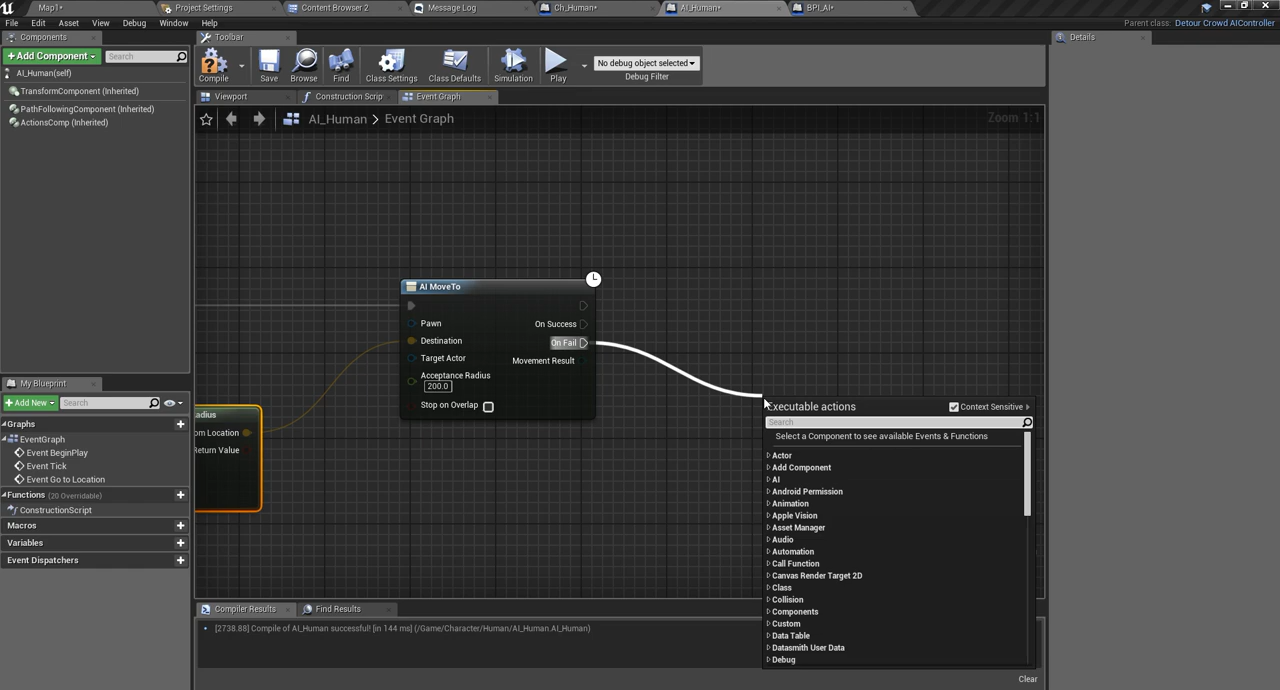 Map1*
Project Settings
Content Browser 2
Message Log
Ch_Human*
AI_Human*
BPI_AI*
File Edit Asset View Debug Window Help
Parent class: Detour Crowd AIController
Components
Toolbar
Details
Add Component
Search
AI_Human(self)
TransformComponent (Inherited)
PathFollowingComponent (Inherited)
ActionsComp (Inherited)
Compile
Save
Browse
Find
Class Settings
Class Defaults
Simulation
Play
No debug object selected
Debug Filter
Viewport
Construction Scrip
Event Graph
AI_Human > Event Graph
Zoom 1:1
AI MoveTo
Pawn
On Success
Destination
On Fail
Target Actor
Movement Result
Acceptance Radius
200.0
Stop on Overlap
adius
om Location
Return Value
Executable actions
Context Sensitive
Search
Select a Component to see available Events & Functions
Actor
Add Component
AI
Android Permission
Animation
Apple Vision
Asset Manager
Audio
Automation
Call Function
Canvas Render Target 2D
Class
Collision
Components
Custom
Data Table
Datasmith User Data
Debug
My Blueprint
Add New
Search
Graphs
EventGraph
Event BeginPlay
Event Tick
Event Go to Location
Functions (20 Overridable)
ConstructionScript
Macros
Variables
Event Dispatchers
Compiler Results
Find Results
[2738.88] Compile of AI_Human successful! [in 144 ms] (/Game/Character/Human/AI_Human.AI_Human)
Clear